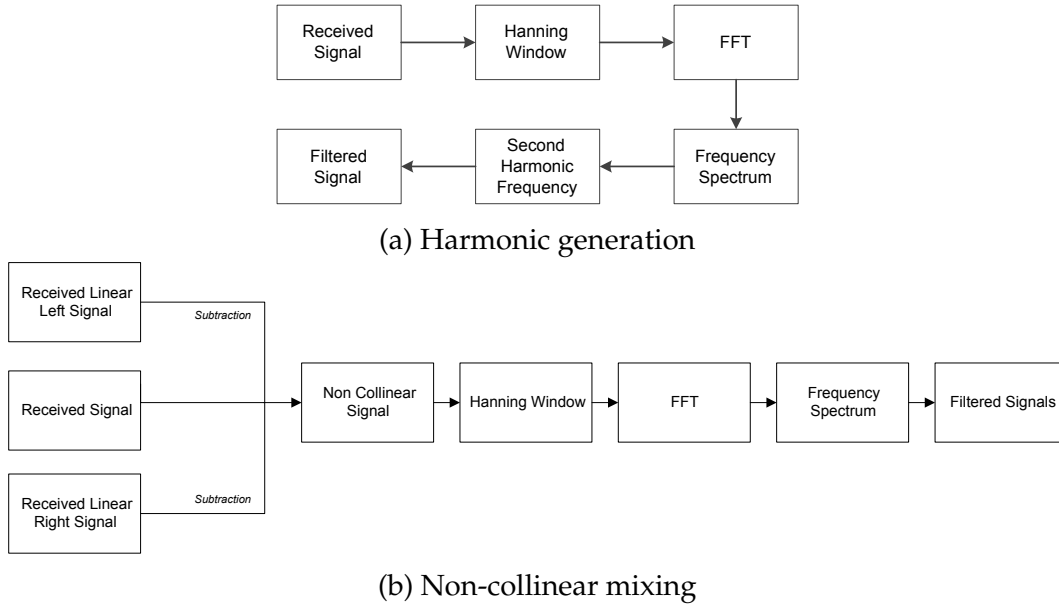 Received
Signal
Hanning
Window
FFT
Filtered
Signal
Second
Harmonic
Frequency
Frequency
Spectrum
(a) Harmonic generation
Received Linear
Left Signal
Subtraction
Received Signal
Non Collinear
Signal
Hanning Window
FFT
Frequency
Spectrum
Filtered Signals
Received Linear
Right Signal
Subtraction
(b) Non-collinear mixing